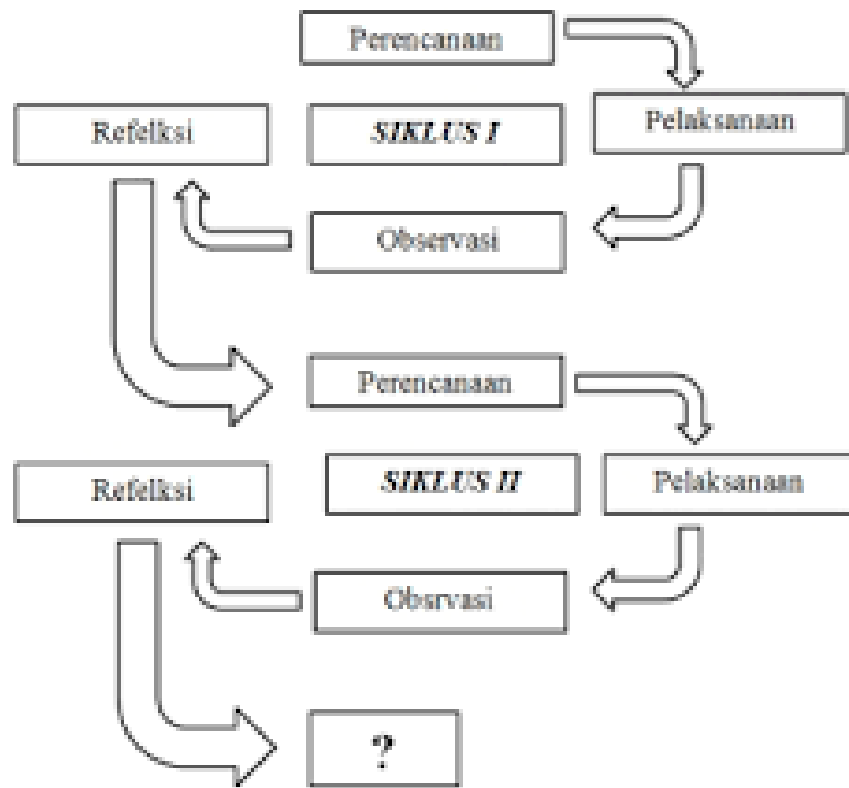 Perencanaan
Refelksi
SIKLUS I
Pelaksanaan
Observasi
Perencanaan
Refelksi
SIKLUS II
Pelaksanaan
Obsrvasi
?